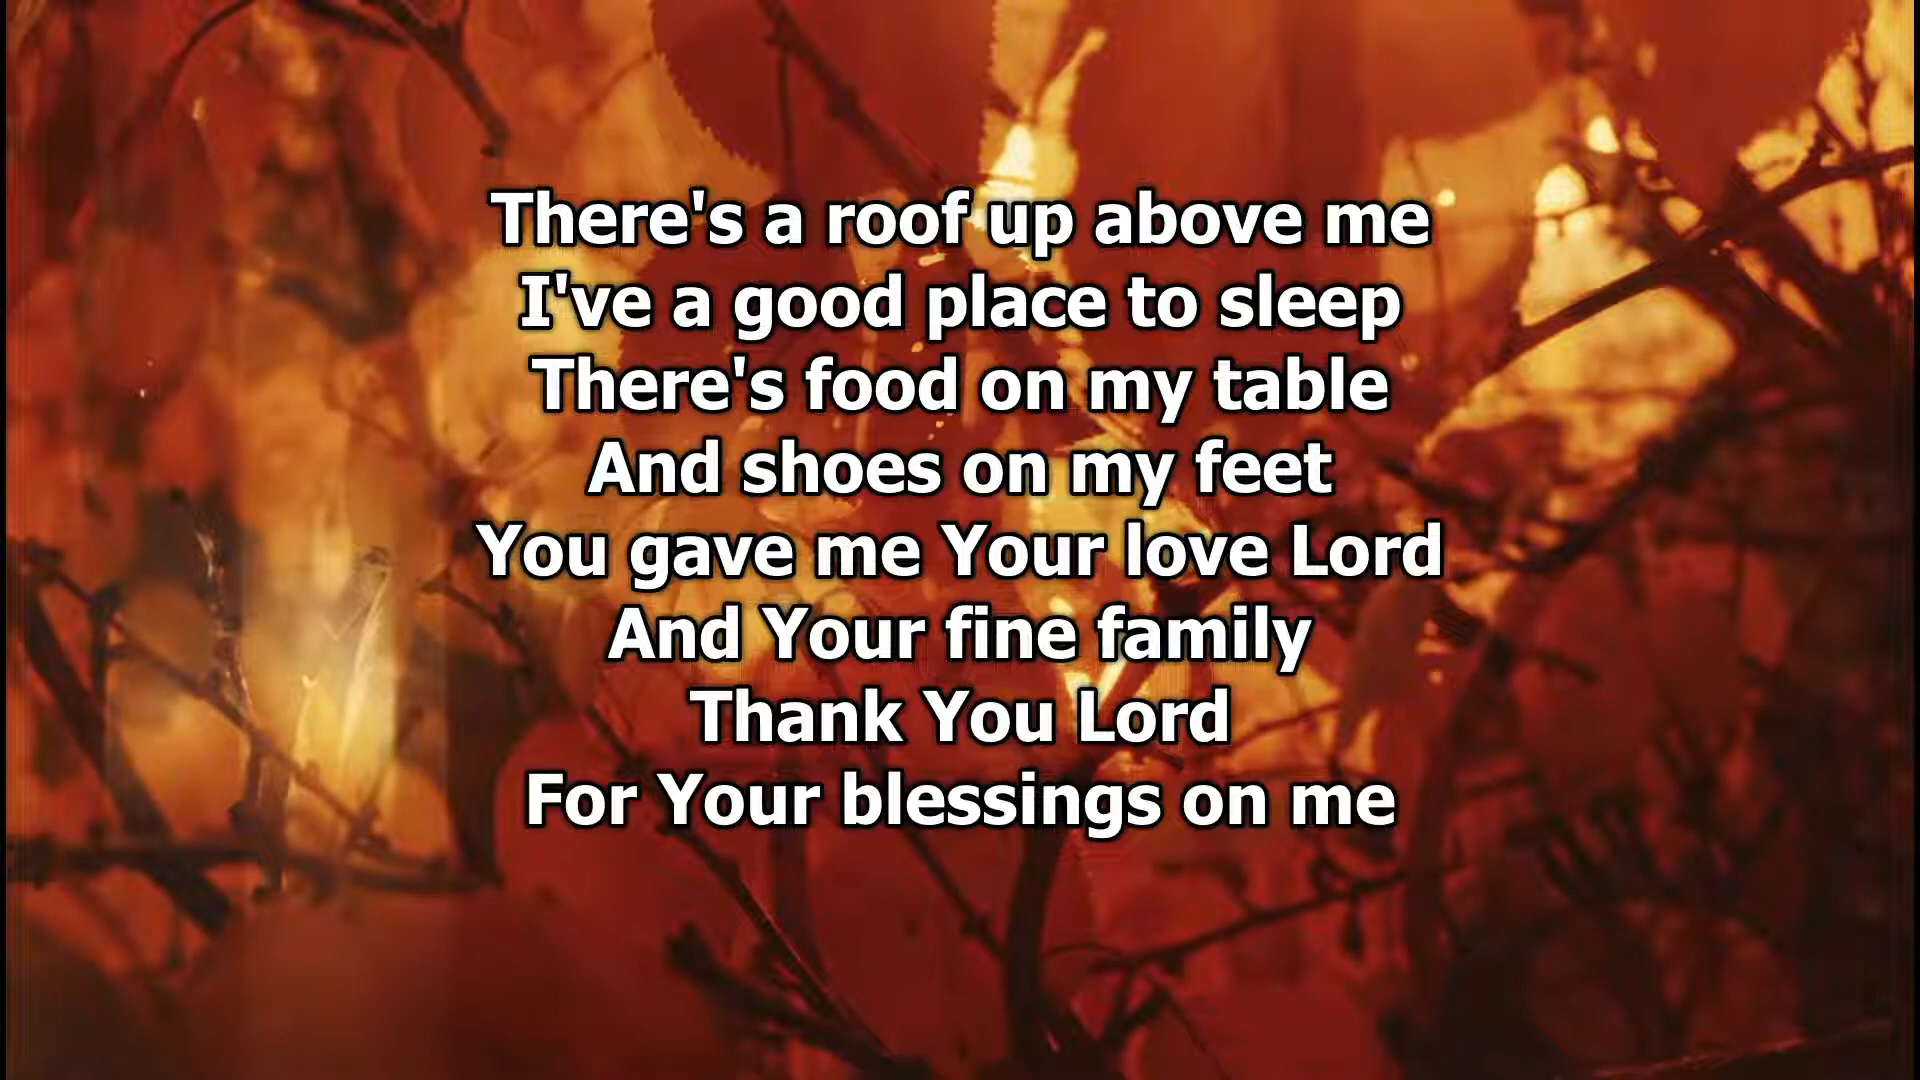 There's a roof up above me
I've a good place to sleep
There's food on my table
And shoes on my feet
You gave me Your love Lord
And Your fine family
Thank You Lord
For Your blessings on me